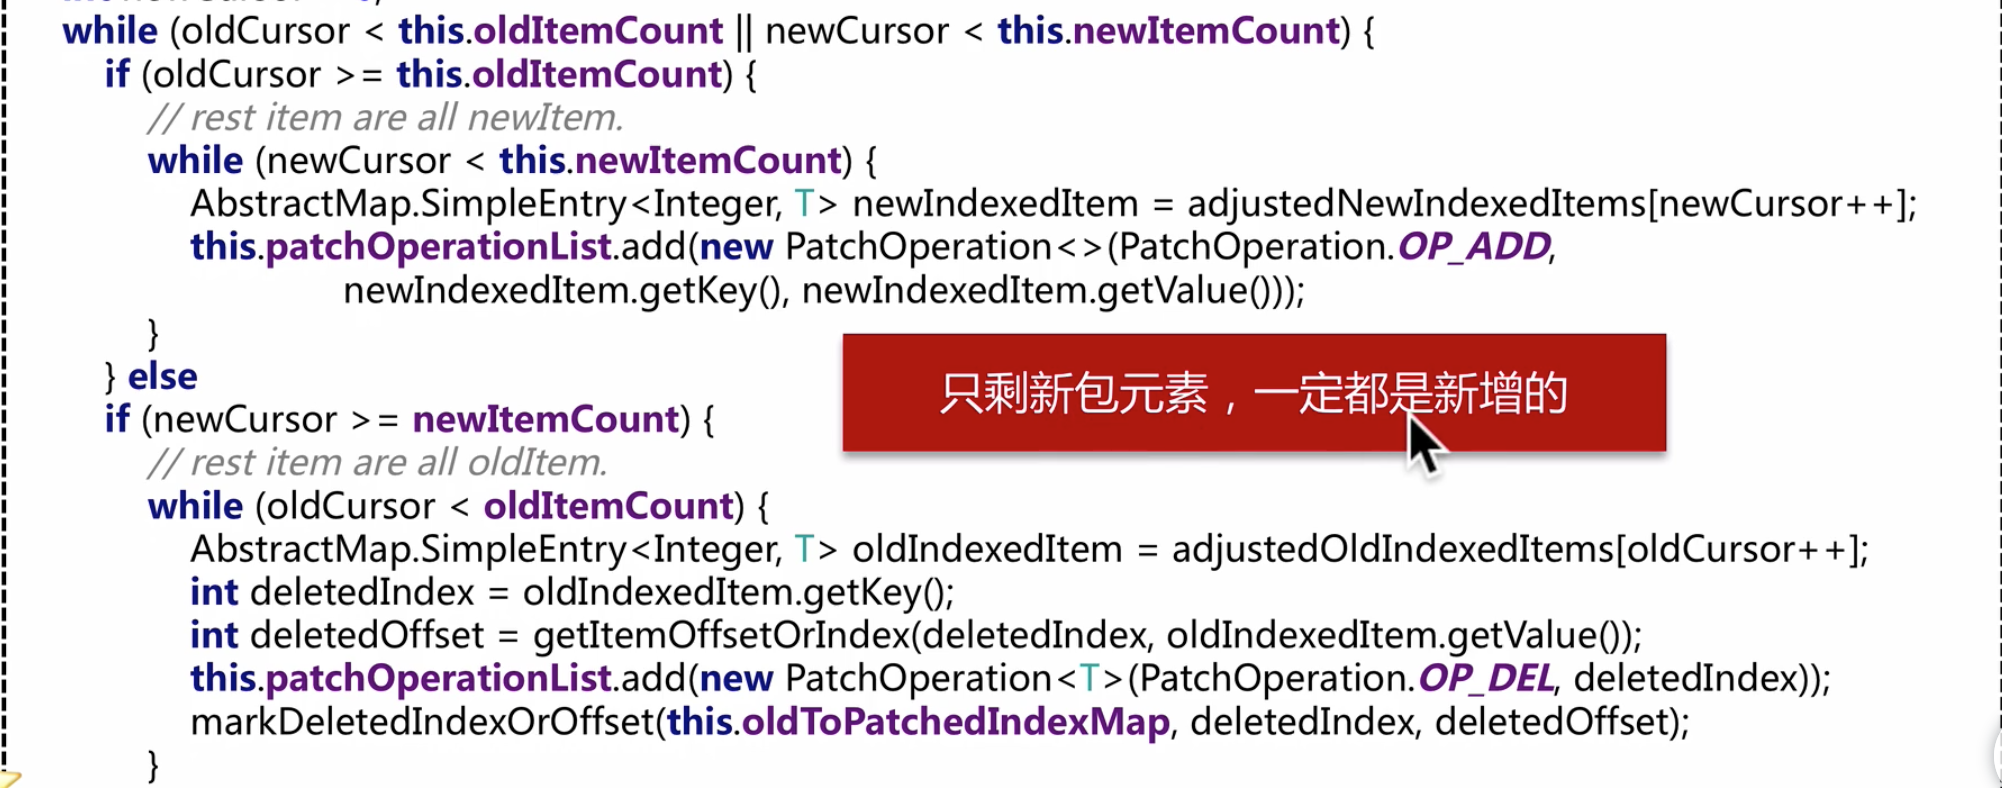 while (oldCursor < this.oldItemCount || newCursor < this.newItemCount) {
if (oldCursor >= this.oldItemCount) {
// rest item are all newItem.
while (newCursor < this.newItemCount) {
AbstractMap.SimpleEntry<Integer, T> newIndexedItem = adjustedNewIndexedItems[newCursor++];
this.patchOperationList.add(new PatchOperation<>(PatchOperation.OP_ADD,
newIndexedItem.getKey(), newIndexedItem.getValue()));
}
} else
只剩新包元素，一定都是新增的
if (newCursor >= newItemCount) {
// rest item are all oldItem.
while (oldCursor < oldItemCount) {
AbstractMap.SimpleEntry<Integer, T> oldIndexedItem = adjustedOldIndexedItems[oldCursor++];
int deletedIndex = oldIndexedItem.getKey();
int deletedOffset = getItemOffsetOrIndex(deletedIndex, oldIndexedItem.getValue());
this.patchOperationList.add(new PatchOperation<T>(PatchOperation.OP_DEL, deletedIndex));
markDeletedIndexOrOffset(this.oldToPatchedIndexMap, deletedIndex, deletedOffset);
}